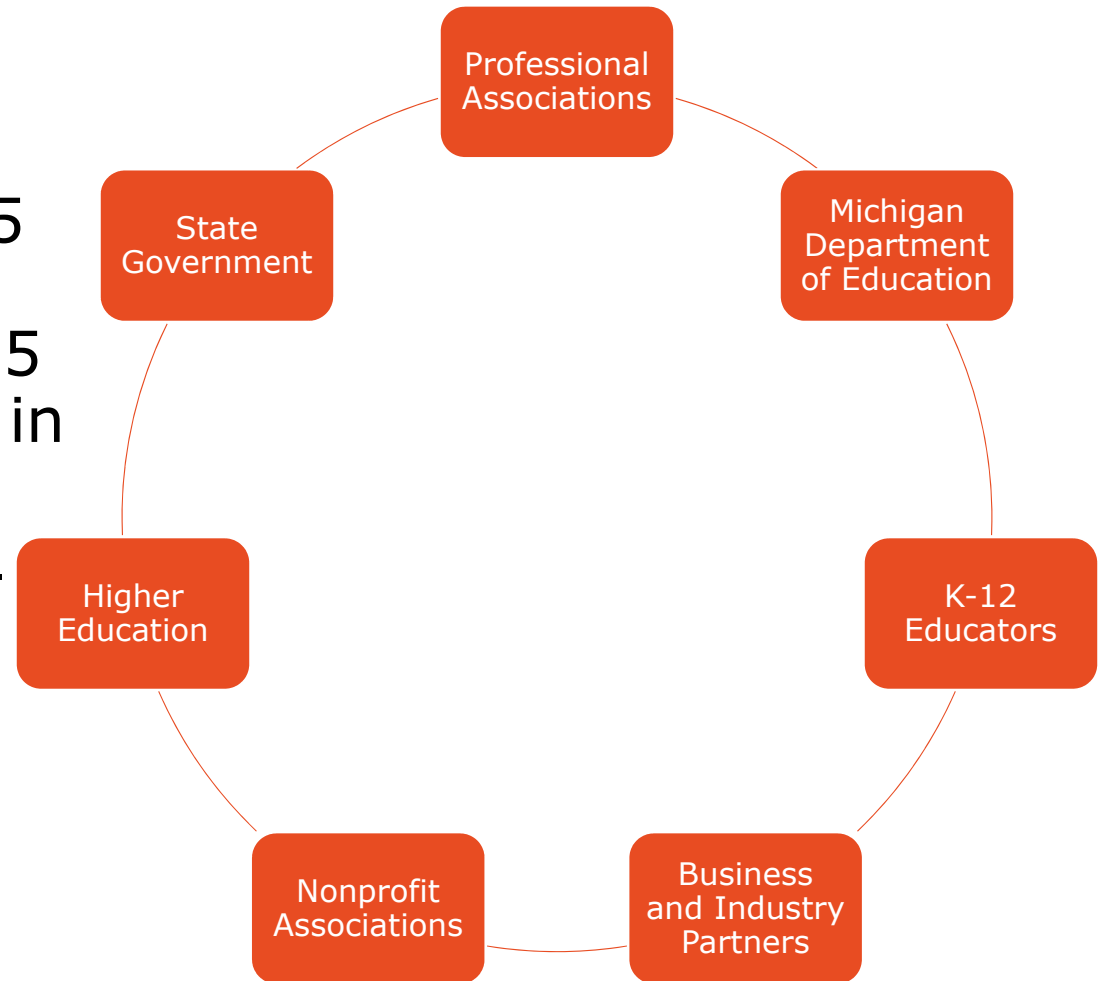 5
5
in
Professional
Associations
Michigan
Department
of Education
K-12
Educators
Business
and Industry
Partners
Nonprofit
Associations
Higher
Education
State
Government